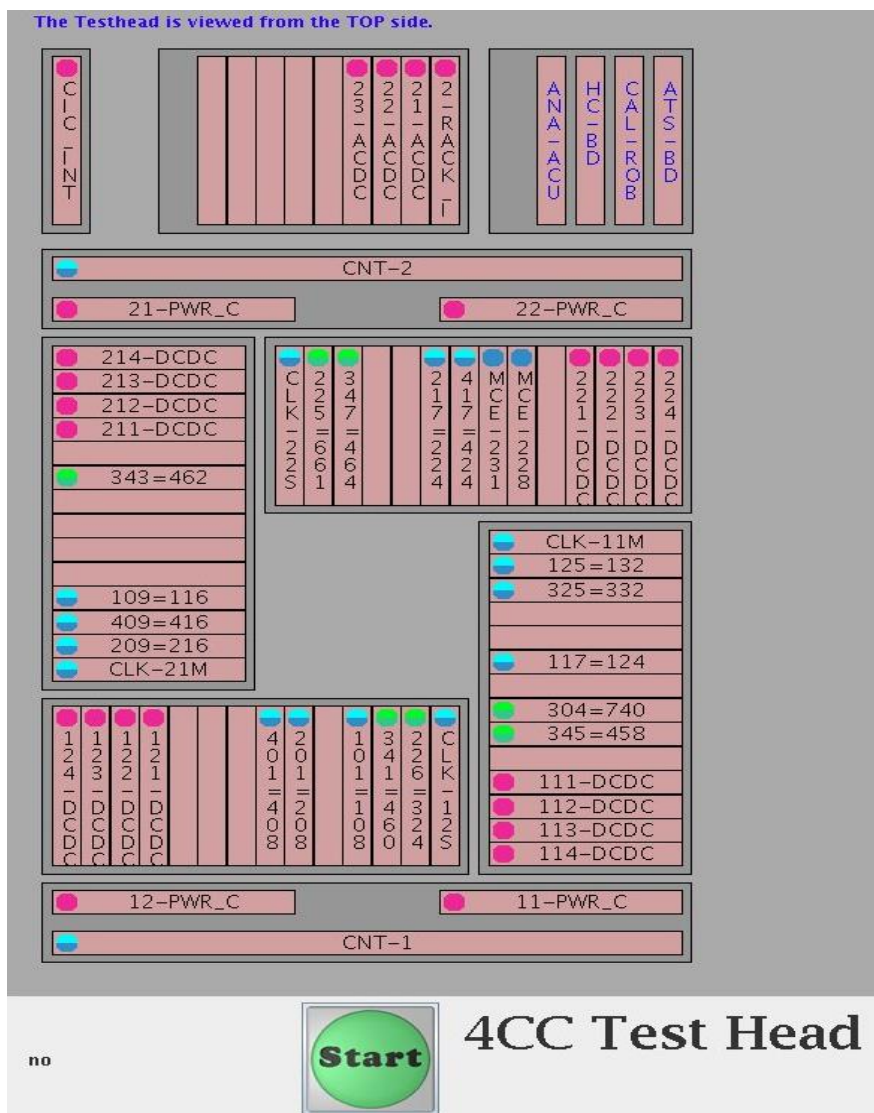 The Testhead is viewed from the TOP side.
CIC_INT
23-ACDC
22-ACDC
21-ACDC
2-RACK_I
ANA-ACU
HC-BD
CAL-ROB
ATS-BD
CNT-2
21-PWR_C
22-PWR_C
214-DCDC
213-DCDC
212-DCDC
211-DCDC
343=462
109=116
409=416
209=216
CLK-21M
CLK-22S
225=661
347=464
217=224
417=424
MCE-231
MCE-228
221-DCDC
222-DCDC
223-DCDC
224-DCDC
CLK-11M
125=132
325=332
117=124
304=740
345=458
111-DCDC
112-DCDC
113-DCDC
114-DCDC
124-DCDC
123-DCDC
122-DCDC
121-DCDC
401=408
201=208
101=108
341=460
226=324
CLK-12S
12-PWR_C
11-PWR_C
CNT-1
no
Start
4CC Test Head